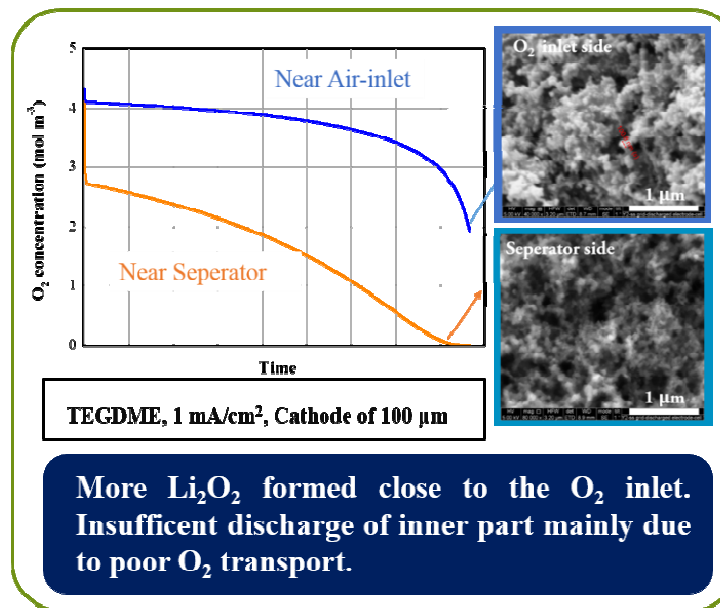 5
4
3
2
1
0
O₂ concentration (mol m⁻³)
Near Air-inlet
Near Seperator
Time
TEGDME, 1 mA/cm², Cathode of 100 μm
O₂ inlet side
1 μm
Seperator side
1 μm
More Li₂O₂ formed close to the O₂ inlet.
Insufficent discharge of inner part mainly due
to poor O₂ transport.